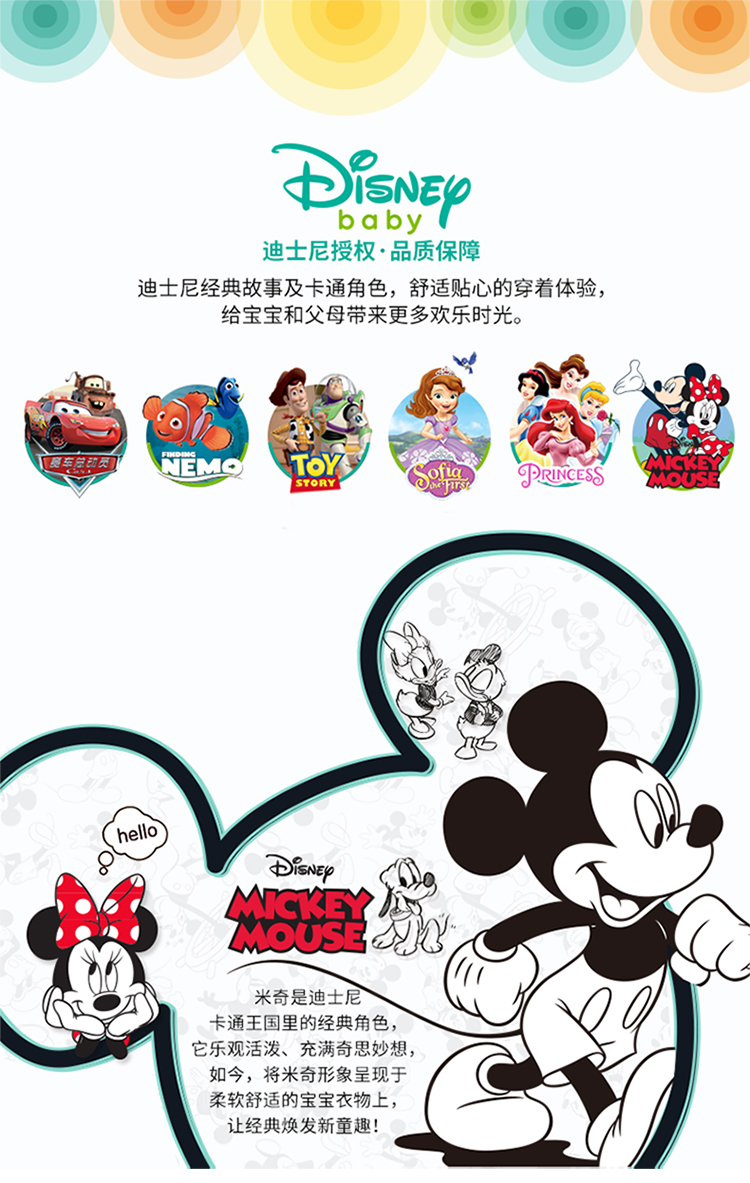 Disney
baby
迪士尼授权·品质保障
迪士尼经典故事及卡通角色，舒适贴心的穿着体验，
给宝宝和父母带来更多欢乐时光。
赛车总动员
Cars
FINDING
NEMO
TOY
STORY
Sofia
the First
PRINCESS
MICKEY
MOUSE
hello
Disney
MICKEY
MOUSE
米奇是迪士尼
卡通王国里的经典角色，
它乐观活泼、充满奇思妙想，
如今，将米奇形象呈现于
柔软舒适的宝宝衣物上，
让经典焕发新童趣！